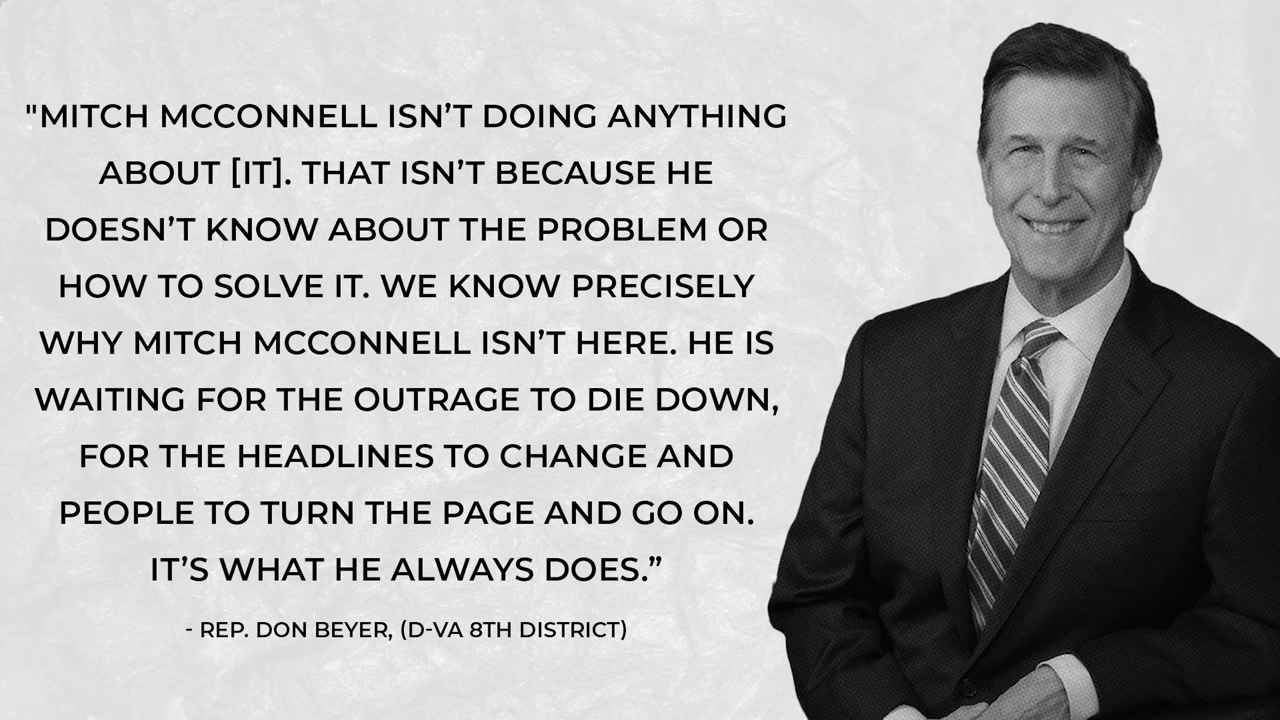 "MITCH MCCONNELL ISN’T DOING ANYTHING
ABOUT [IT]. THAT ISN’T BECAUSE HE
DOESN’T KNOW ABOUT THE PROBLEM OR
HOW TO SOLVE IT. WE KNOW PRECISELY
WHY MITCH MCCONNELL ISN’T HERE. HE IS
WAITING FOR THE OUTRAGE TO DIE DOWN,
FOR THE HEADLINES TO CHANGE AND
PEOPLE TO TURN THE PAGE AND GO ON.
IT’S WHAT HE ALWAYS DOES.”
- REP. DON BEYER, (D-VA 8TH DISTRICT)